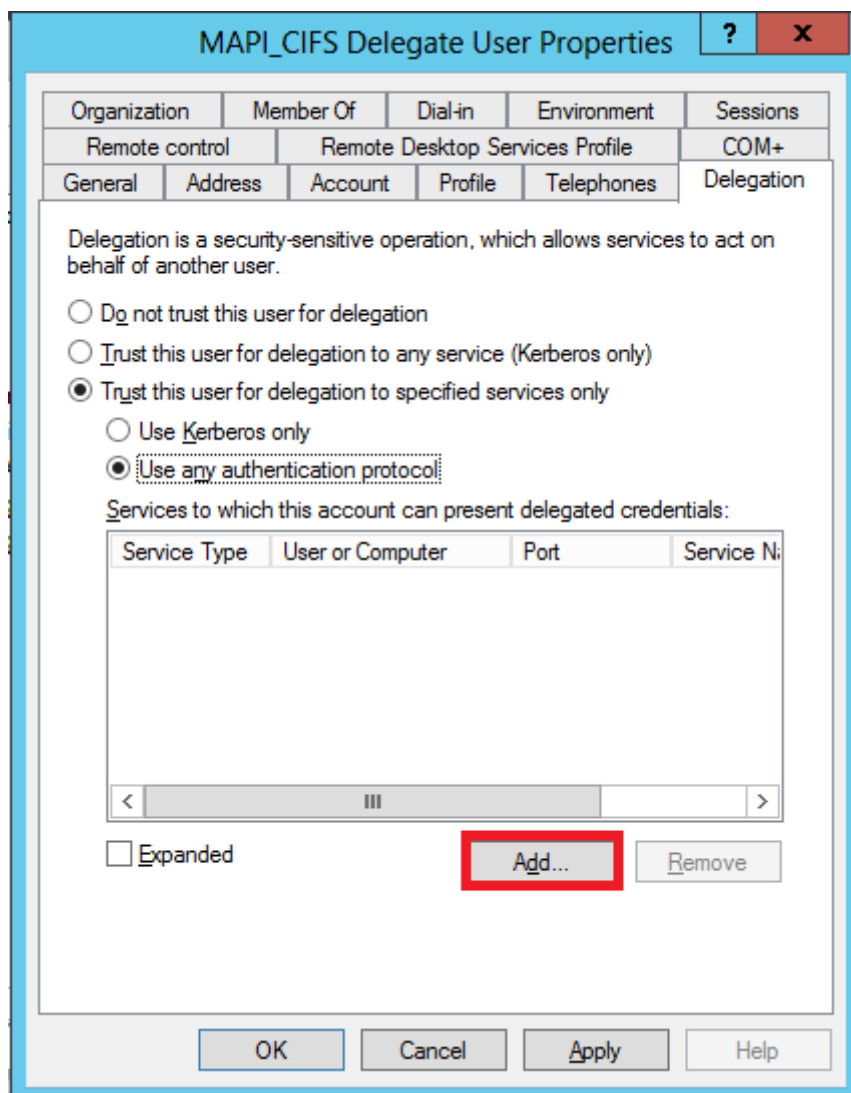 MAPI_CIFS Delegate User Properties ? x
Organization Member Of Dial-in Environment Sessions
Remote control Remote Desktop Services Profile COM+
General Address Account Profile Telephones Delegation
Delegation is a security-sensitive operation, which allows services to act on
behalf of another user.
Do not trust this user for delegation
Trust this user for delegation to any service (Kerberos only)
Trust this user for delegation to specified services only
Use Kerberos only
Use any authentication protocol
Services to which this account can present delegated credentials:
Service Type User or Computer Port Service Na
Expanded Add... Remove
OK Cancel Apply Help